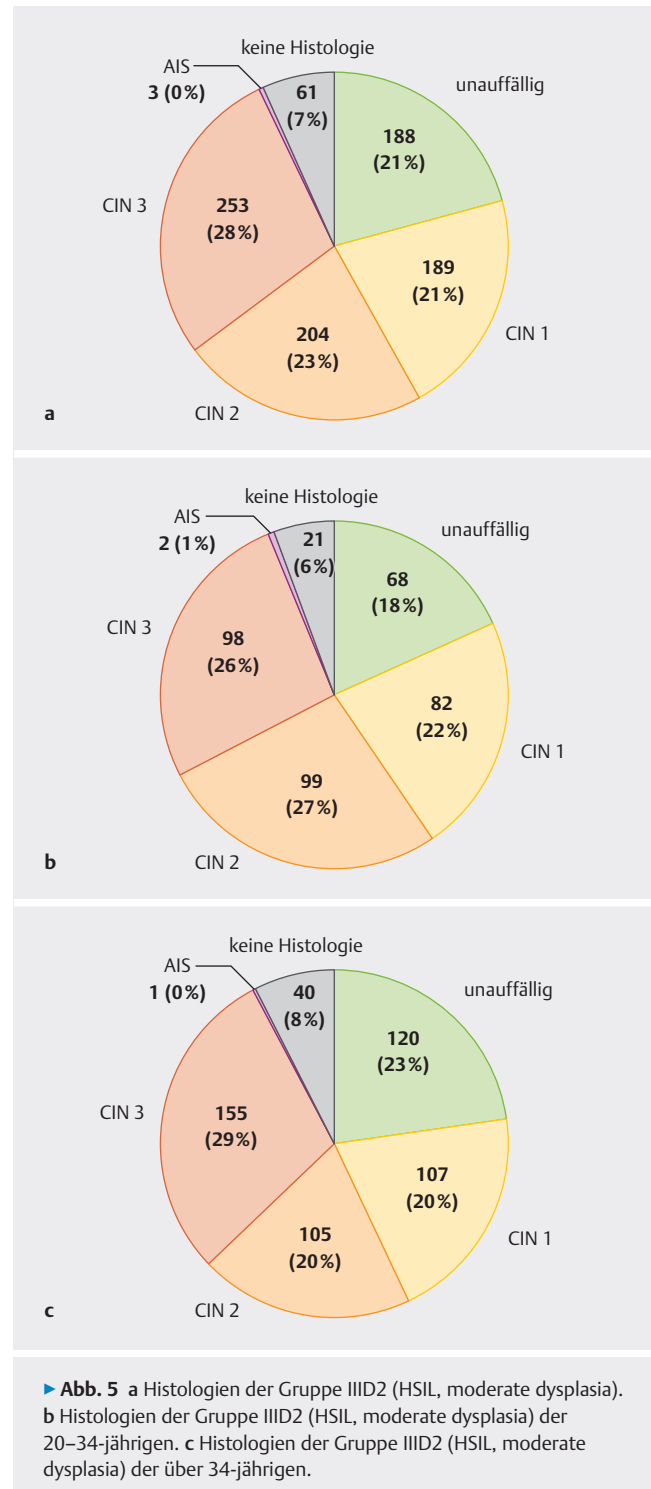 keine Histologie
AIS
3 (0%)
61
(7%)
unauffällig
188
(21%)
CIN 3
253
(28%)
189
(21%)
CIN 1
204
(23%)
CIN 2
a
keine Histologie
AIS
2 (1%)
21
(6%)
unauffällig
68
(18%)
CIN 3
98
(26%)
82
(22%)
CIN 1
99
(27%)
CIN 2
b
keine Histologie
AIS
1 (0%)
40
(8%)
unauffällig
120
(23%)
CIN 3
155
(29%)
107
(20%)
CIN 1
105
(20%)
CIN 2
c
▶ Abb. 5 a Histologien der Gruppe IIID2 (HSIL, moderate dysplasia).
b Histologien der Gruppe IIID2 (HSIL, moderate dysplasia) der
20–34-jährigen. c Histologien der Gruppe IIID2 (HSIL, moderate
dysplasia) der über 34-jährigen.